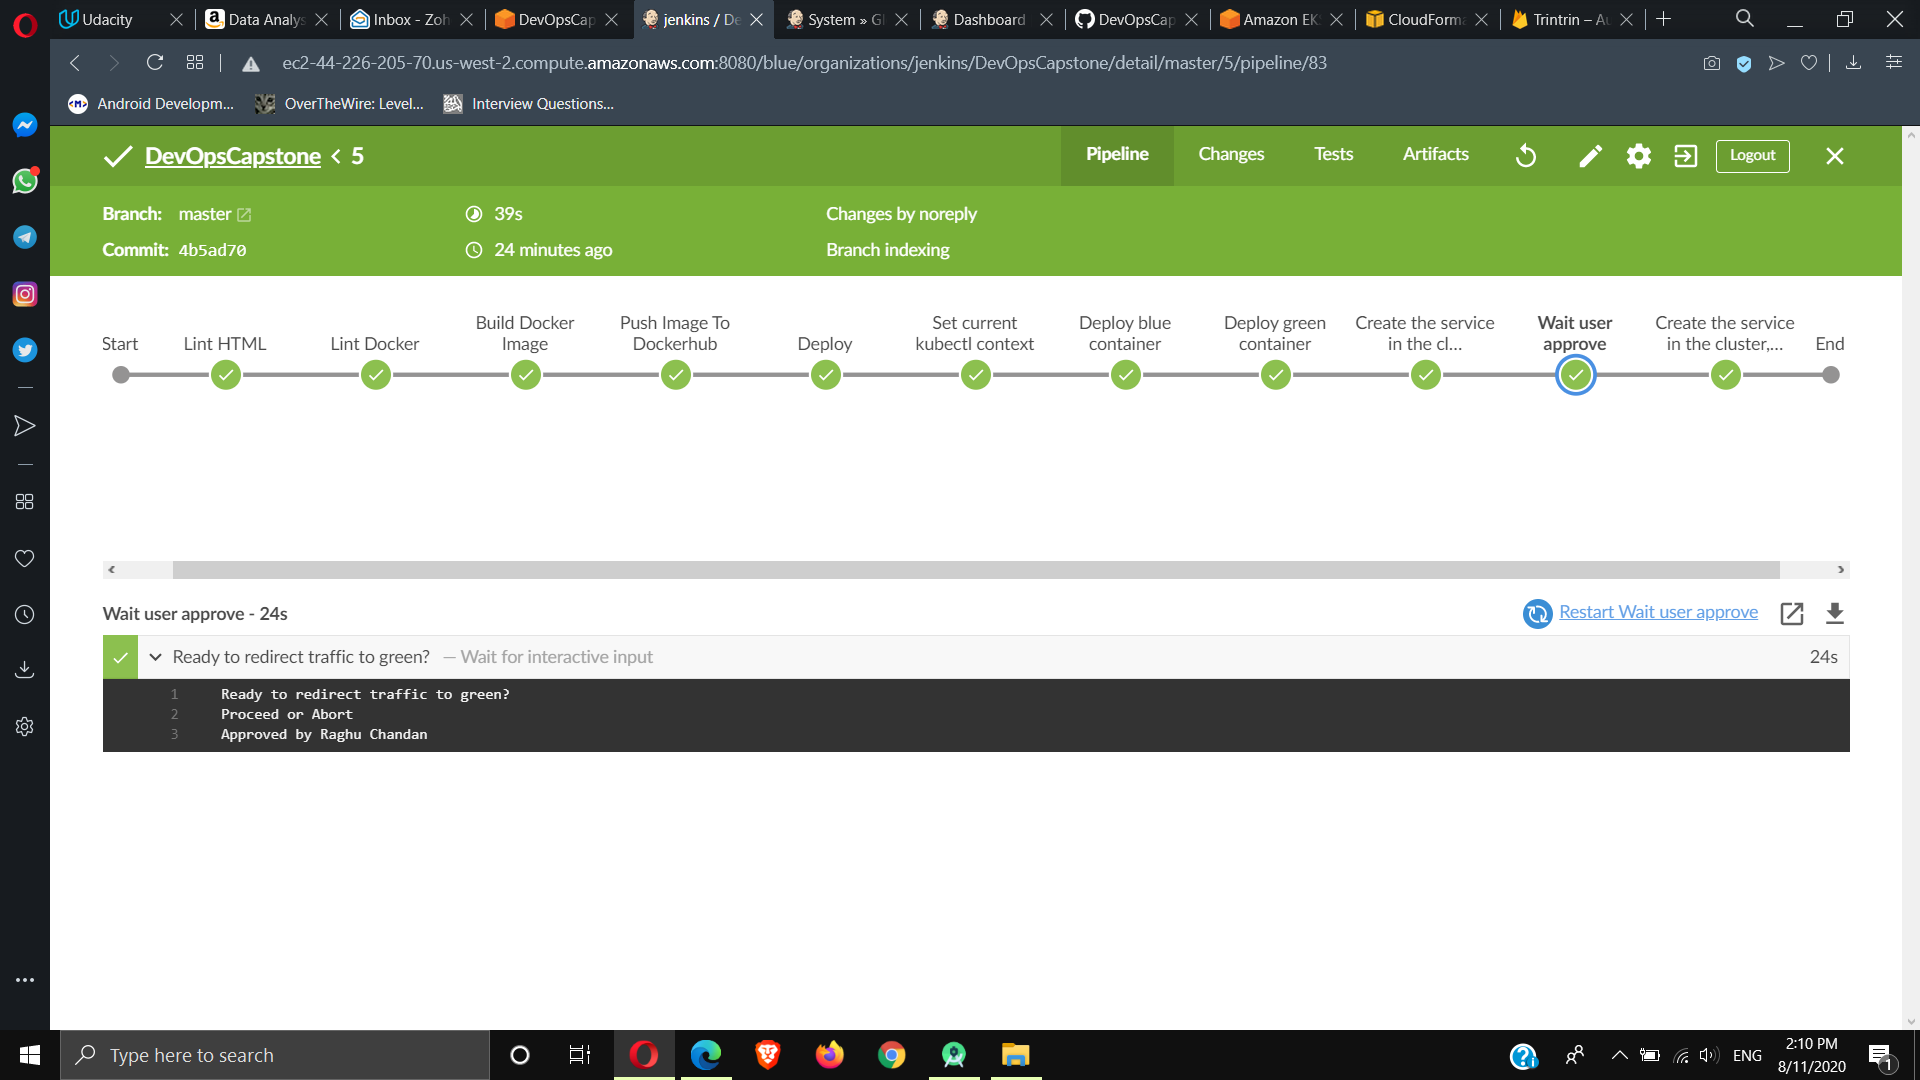 Udacity
Data Analys
Inbox - Zoh
DevOpsCap
jenkins / De
System » Gl
Dashboard
DevOpsCap
Amazon EK
CloudForma
Trintrin – Au
ec2-44-226-205-70.us-west-2.compute.amazonaws.com:8080/blue/organizations/jenkins/DevOpsCapstone/detail/master/5/pipeline/83
Android Developm...
OverTheWire: Level...
Interview Questions...
DevOpsCapstone < 5
Pipeline
Changes
Tests
Artifacts
Logout
Branch: master
39s
Changes by noreply
Commit: 4b5ad70
24 minutes ago
Branch indexing
Start
Lint HTML
Lint Docker
Build Docker
Image
Push Image To
Dockerhub
Deploy
Set current
kubectl context
Deploy blue
container
Deploy green
container
Create the service
in the cl...
Wait user
approve
Create the service
in the cluster,...
End
Wait user approve - 24s
Restart Wait user approve
Ready to redirect traffic to green? — Wait for interactive input
24s
1 Ready to redirect traffic to green?
2 Proceed or Abort
3 Approved by Raghu Chandan
Type here to search
ENG
2:10 PM
8/11/2020
1